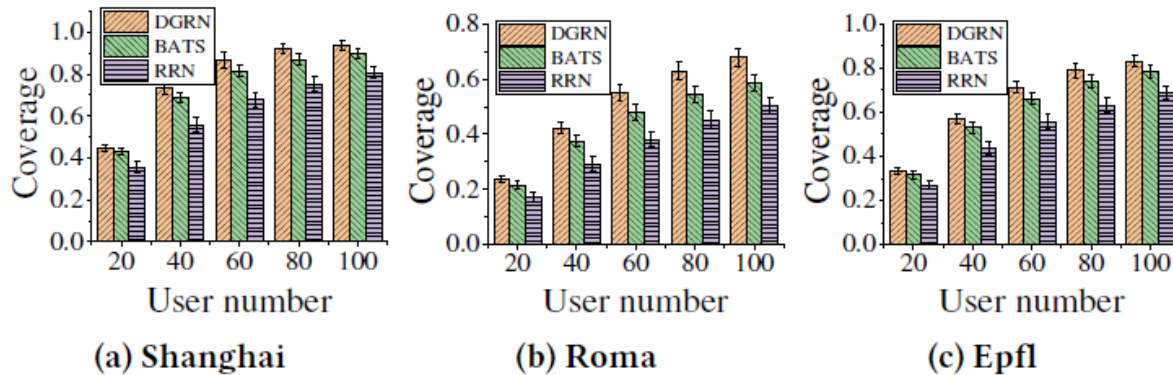 DGRN
BATS
RRN
Coverage
1.0
0.8
0.6
0.4
0.2
0.0
20 40 60 80 100
User number
(a) Shanghai
DGRN
BATS
RRN
Coverage
0.8
0.6
0.4
0.2
0.0
20 40 60 80 100
User number
(b) Roma
DGRN
BATS
RRN
Coverage
1.0
0.8
0.6
0.4
0.2
0.0
20 40 60 80 100
User number
(c) Epfl